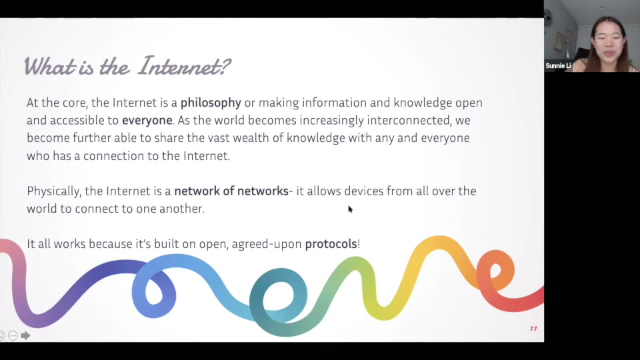 What is the Internet?
At the core, the Internet is a philosophy or making information and knowledge open
and accessible to everyone. As the world becomes increasingly interconnected, we
become further able to share the vast wealth of knowledge with any and everyone
who has a connection to the Internet.
Physically, the Internet is a network of networks- it allows devices from all over the
world to connect to one another.
It all works because it's built on open, agreed-upon protocols!
11
Sunnie Li